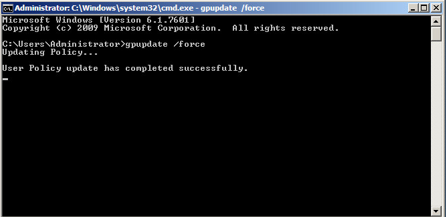 Administrator: C:\Windows\system32\cmd.exe - gpupdate /force
Microsoft Windows [Version 6.1.7601]
Copyright (c) 2009 Microsoft Corporation.  All rights reserved.
C:\Users\Administrator>gpupdate /force
Updating Policy...
User Policy update has completed successfully.